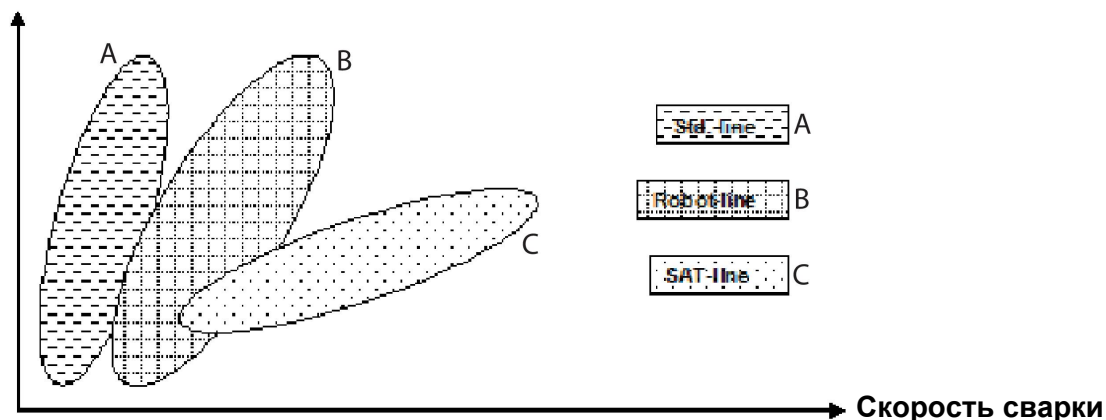 A
B
C
Std.-line A
Robot-line B
SAT-line C
Скорость сварки